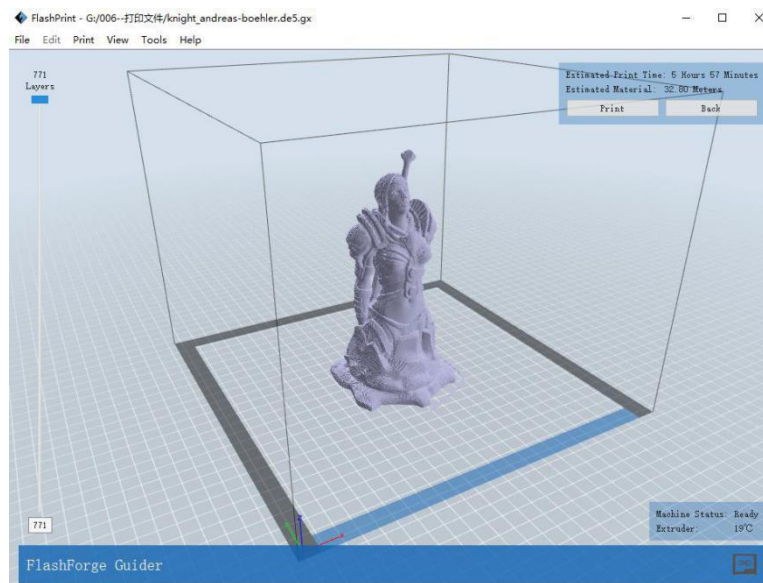 FlashPrint - G:/006--打印文件/knight_andreas-boehler.de5.gx
File Edit Print View Tools Help
771
Layers
Estimated Print Time: 5 Hours 57 Minutes
Estimated Material: 32.80 Meters
Print Back
771
Machine Status: Ready
Extruder: 19℃
FlashForge Guider